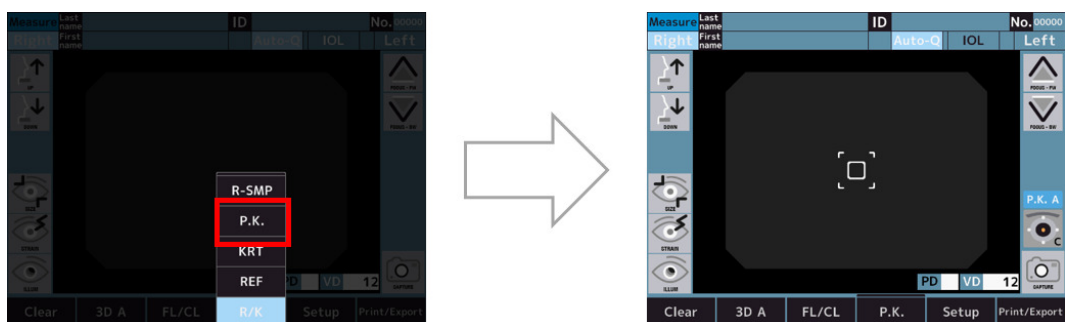 Measure Last name ID No. 00000
Right First name Auto-Q IOL Left
UP
FOCUS - FW
DOWN
FOCUS - BW
R-SMP
SIZE
P.K.
STRAIN
KRT
REF
PD VD 12
ILLUM
CAPTURE
Clear 3D A FL/CL R/K Setup Print/Export
Measure Last name ID No. 00000
Right First name Auto-Q IOL Left
UP
FOCUS - FW
DOWN
FOCUS - BW
SIZE
P.K. A
C
STRAIN
PD VD 12
ILLUM
CAPTURE
Clear 3D A FL/CL P.K. Setup Print/Export